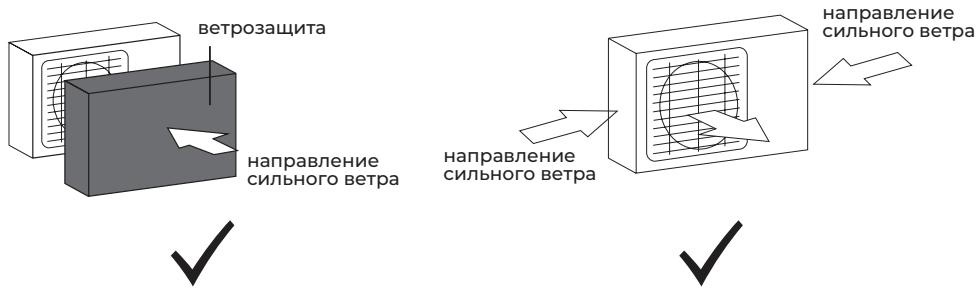 ветрозащита
направление
сильного ветра
направление
сильного ветра
направление
сильного ветра